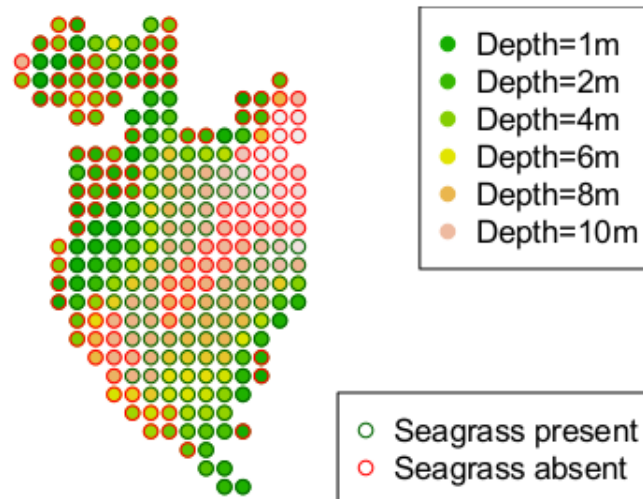 Depth=1m
Depth=2m
Depth=4m
Depth=6m
Depth=8m
Depth=10m
Seagrass present
Seagrass absent